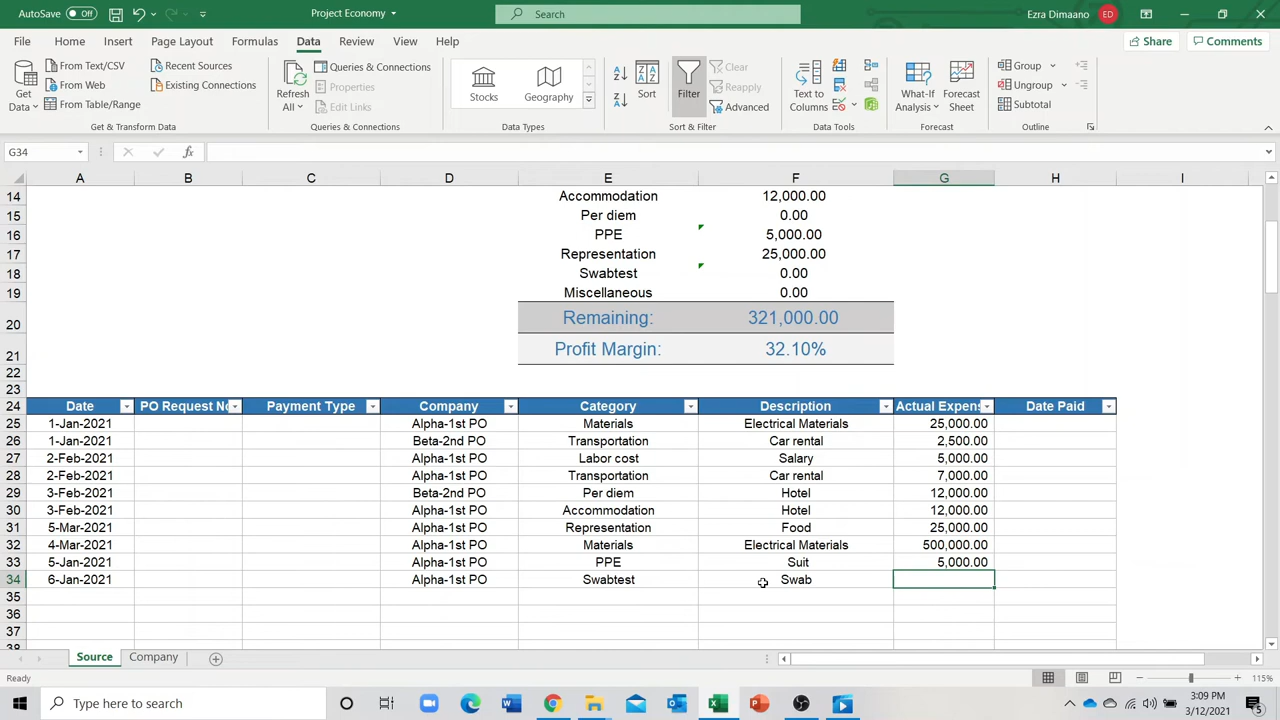 AutoSave Off Project Economy Search Ezra Dimaano ED
File Home Insert Page Layout Formulas Data Review View Help Share Comments
Get Data From Text/CSV From Web From Table/Range Recent Sources Existing Connections
Get & Transform Data
Refresh All Queries & Connections Properties Edit Links
Queries & Connections
Stocks Geography
Data Types
Sort Filter Clear Reapply Advanced
Sort & Filter
Text to Columns
Data Tools
What-If Analysis Forecast Sheet
Forecast
Group Ungroup Subtotal
Outline
G34 fx
A B C D E F G H I
14 Accommodation 12,000.00
15 Per diem 0.00
16 PPE 5,000.00
17 Representation 25,000.00
18 Swabtest 0.00
19 Miscellaneous 0.00
20 Remaining: 321,000.00
21 Profit Margin: 32.10%
22
23
24 Date PO Request No Payment Type Company Category Description Actual Expens Date Paid
25 1-Jan-2021 Alpha-1st PO Materials Electrical Materials 25,000.00
26 1-Jan-2021 Beta-2nd PO Transportation Car rental 2,500.00
27 2-Feb-2021 Alpha-1st PO Labor cost Salary 5,000.00
28 2-Feb-2021 Alpha-1st PO Transportation Car rental 7,000.00
29 3-Feb-2021 Beta-2nd PO Per diem Hotel 12,000.00
30 3-Feb-2021 Alpha-1st PO Accommodation Hotel 12,000.00
31 5-Mar-2021 Alpha-1st PO Representation Food 25,000.00
32 4-Mar-2021 Alpha-1st PO Materials Electrical Materials 500,000.00
33 5-Jan-2021 Alpha-1st PO PPE Suit 5,000.00
34 6-Jan-2021 Alpha-1st PO Swabtest Swab
35
36
37
38
Source Company
Ready 115%
Type here to search 3:09 PM
3/12/2021 5